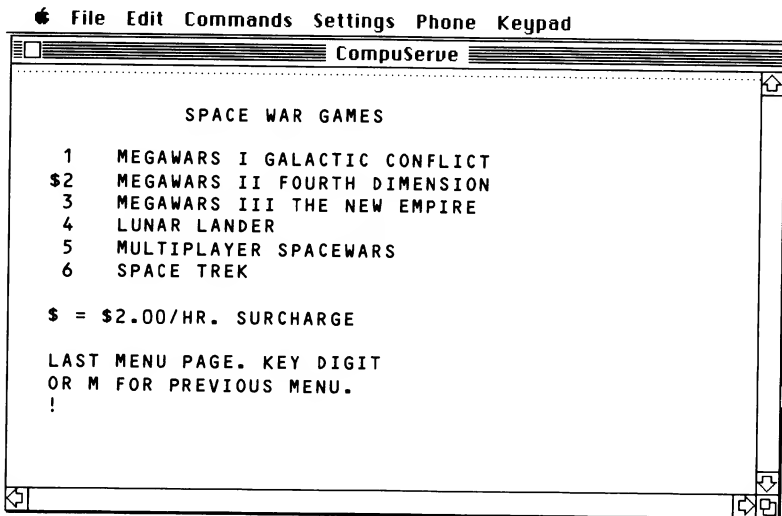 File Edit Commands Settings Phone Keypad
CompuServe
SPACE WAR GAMES
1 MEGAWARS I GALACTIC CONFLICT
$2 MEGAWARS II FOURTH DIMENSION
3 MEGAWARS III THE NEW EMPIRE
4 LUNAR LANDER
5 MULTIPLAYER SPACEWARS
6 SPACE TREK
$ = $2.00/HR. SURCHARGE
LAST MENU PAGE. KEY DIGIT
OR M FOR PREVIOUS MENU.
!